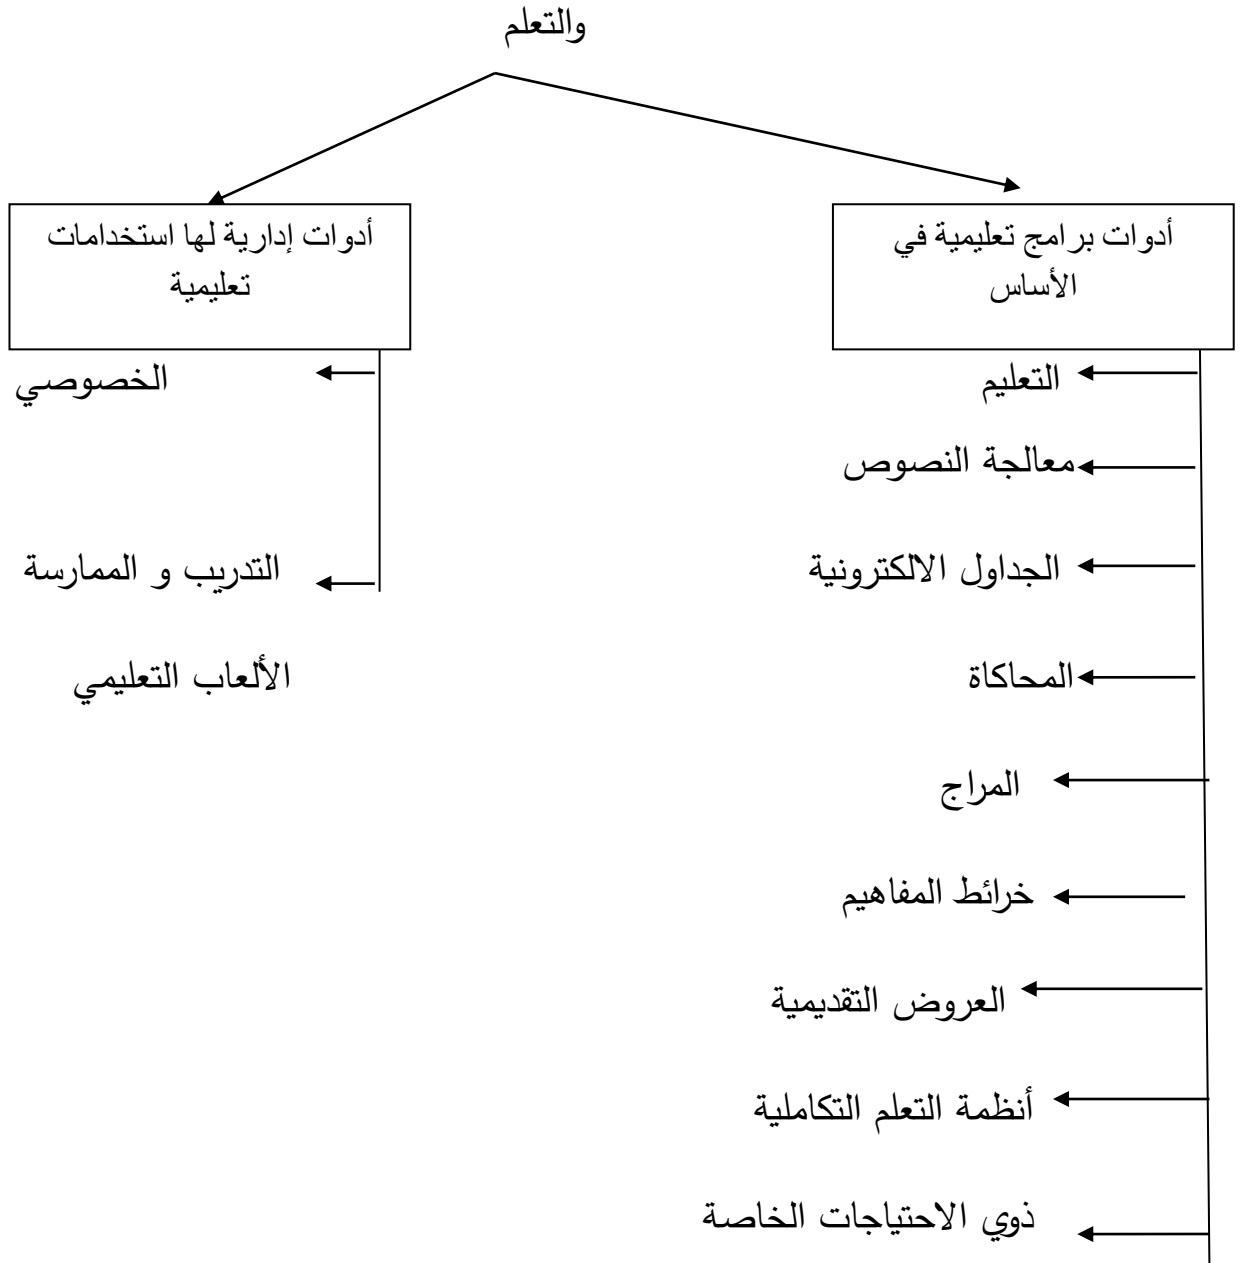 والتعلم
أدوات برامج تعليمية في
الأساس
أدوات إدارية لها استخدامات
تعليمية
التعليم
الخصوصي
معالجة النصوص
الجداول الالكترونية
التدريب و الممارسة
المحاكاة
الألعاب التعليمي
المراج
خرائط المفاهيم
العروض التقديمية
أنظمة التعلم التكاملية
ذوي الاحتياجات الخاصة